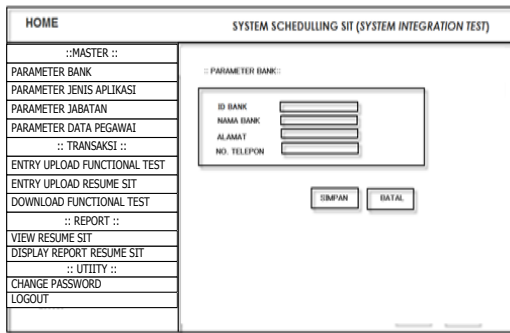 HOME
SYSTEM SCHEDULLING SIT (SYSTEM INTEGRATION TEST)
::MASTER ::
PARAMETER BANK
PARAMETER JENIS APLIKASI
PARAMETER JABATAN
PARAMETER DATA PEGAWAI
:: TRANSAKSI ::
ENTRY UPLOAD FUNCTIONAL TEST
ENTRY UPLOAD RESUME SIT
DOWNLOAD FUNCTIONAL TEST
:: REPORT ::
VIEW RESUME SIT
DISPLAY REPORT RESUME SIT
:: UTIITY ::
CHANGE PASSWORD
LOGOUT
:: PARAMETER BANK::
ID BANK
NAMA BANK
ALAMAT
NO. TELEPON
SIMPAN
BATAL